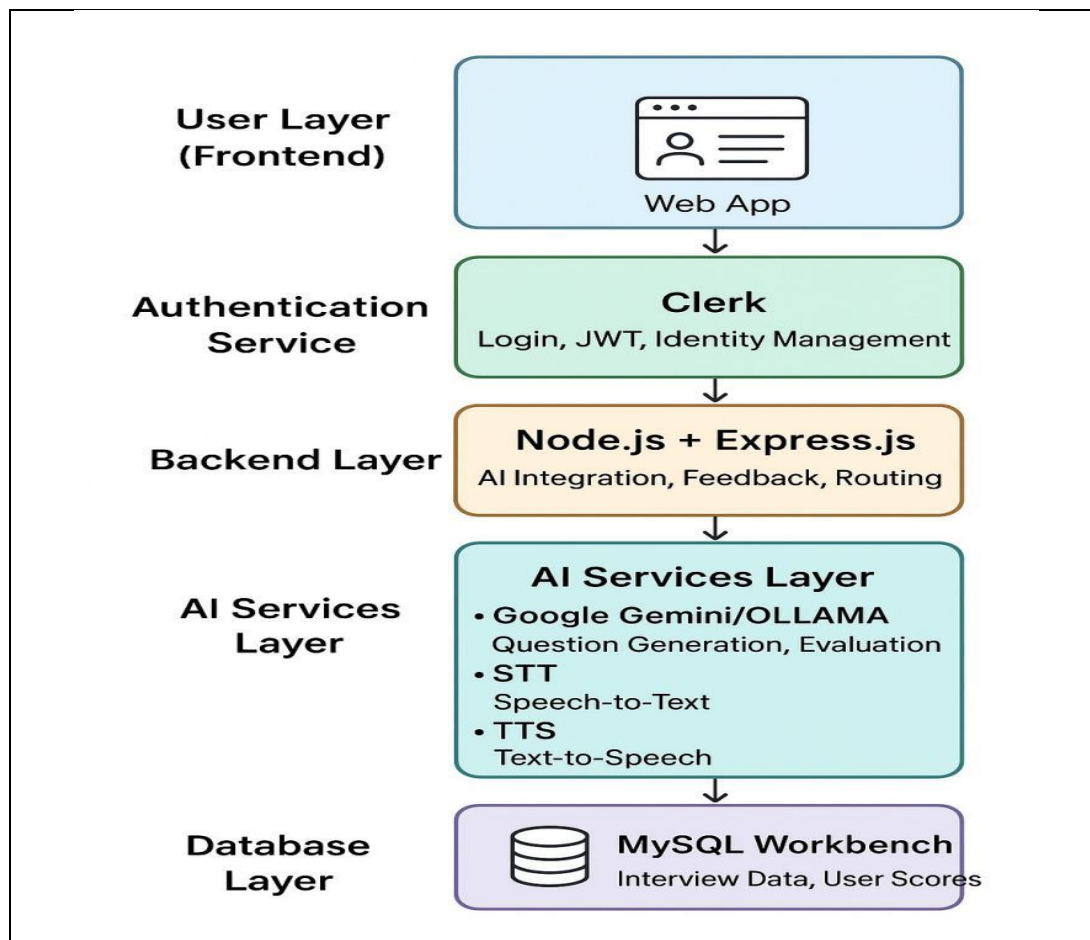 User Layer
(Frontend)
Web App
Authentication
Service
Clerk
Login, JWT, Identity Management
Backend Layer
Node.js + Express.js
AI Integration, Feedback, Routing
AI Services
Layer
AI Services Layer
• Google Gemini/OLLAMA
Question Generation, Evaluation
• STT
Speech-to-Text
• TTS
Text-to-Speech
Database
Layer
MySQL Workbench
Interview Data, User Scores